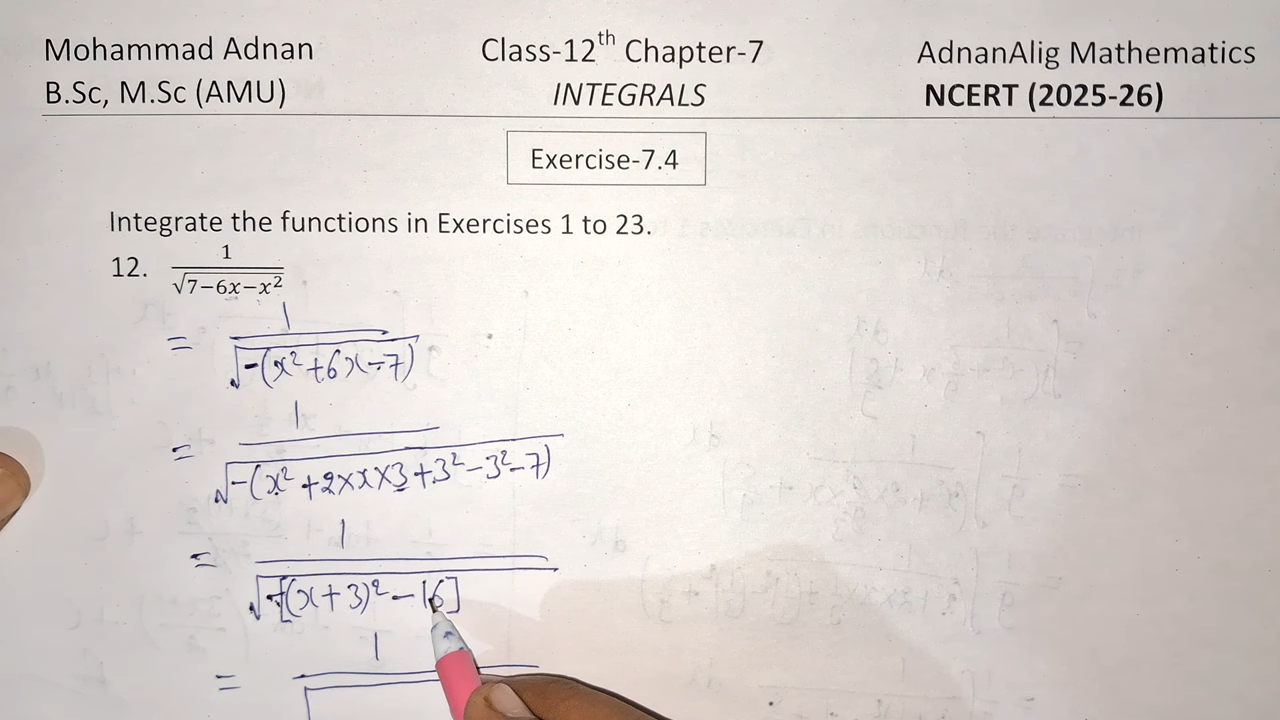 Mohammad Adnan
B.Sc, M.Sc (AMU)
Class-12th Chapter-7
INTEGRALS
AdnanAlig Mathematics
NCERT (2025-26)
Exercise-7.4
Integrate the functions in Exercises 1 to 23.
12. 1/√(7−6x−x²)
= 1/√(-(x²+6x-7))
= 1/√(-(x²+2×x×3+3²-3²-7))
= 1/√(-[(x+3)²-16])
= 1